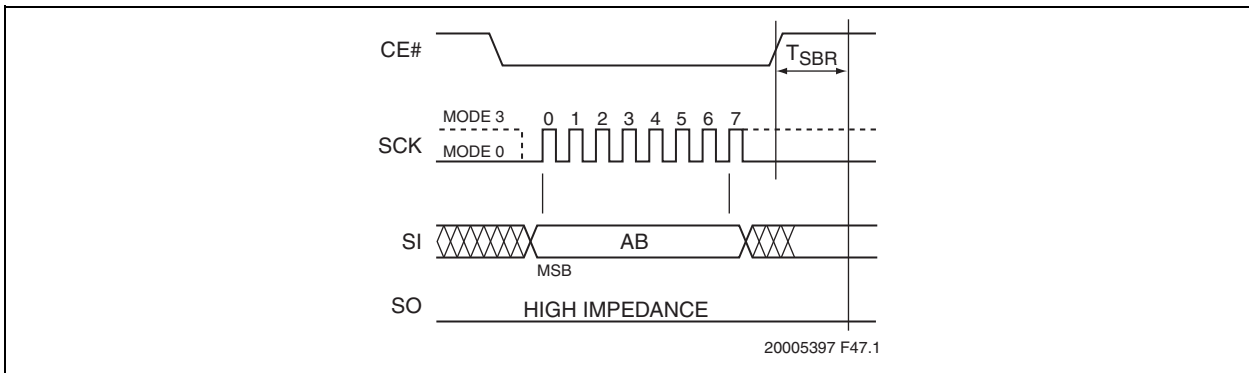 CE#
TSBR
MODE 3
0 1 2 3 4 5 6 7
SCK
MODE 0
SI
AB
MSB
SO
HIGH IMPEDANCE
20005397 F47.1